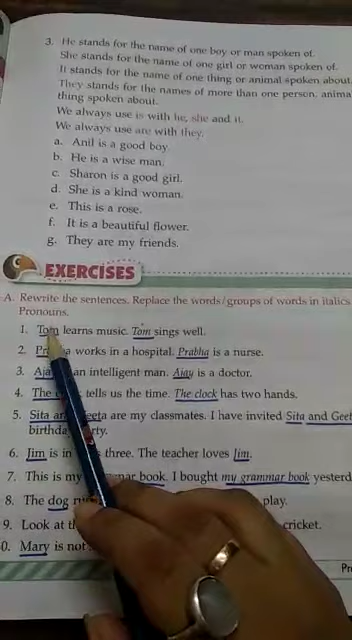 3. He stands for the name of one boy or man spoken of.
She stands for the name of one girl or woman spoken of.
It stands for the name of one thing or animal spoken about.
They stands for the names of more than one person, anima
thing spoken about.
We always use is with he, she and it.
We always use are with they.
a. Anil is a good boy.
b. He is a wise man.
c. Sharon is a good girl.
d. She is a kind woman.
e. This is a rose.
f. It is a beautiful flower.
g. They are my friends.
EXERCISES
A. Rewrite the sentences. Replace the words/groups of words in italics
Pronouns.
1. Tom learns music. Tom sings well.
2. works in a hospital. Prabha is a nurse.
3. an intelligent man. Ajay is a doctor.
4. The tells us the time. The clock has two hands.
5. Sita are my classmates. I have invited Sita and Geet
6. Jim is in three. The teacher loves Jim.
7. This is my book. I bought my grammar book yesterd
8. The dog play.
9. Look at cricket.
0. Mary is not